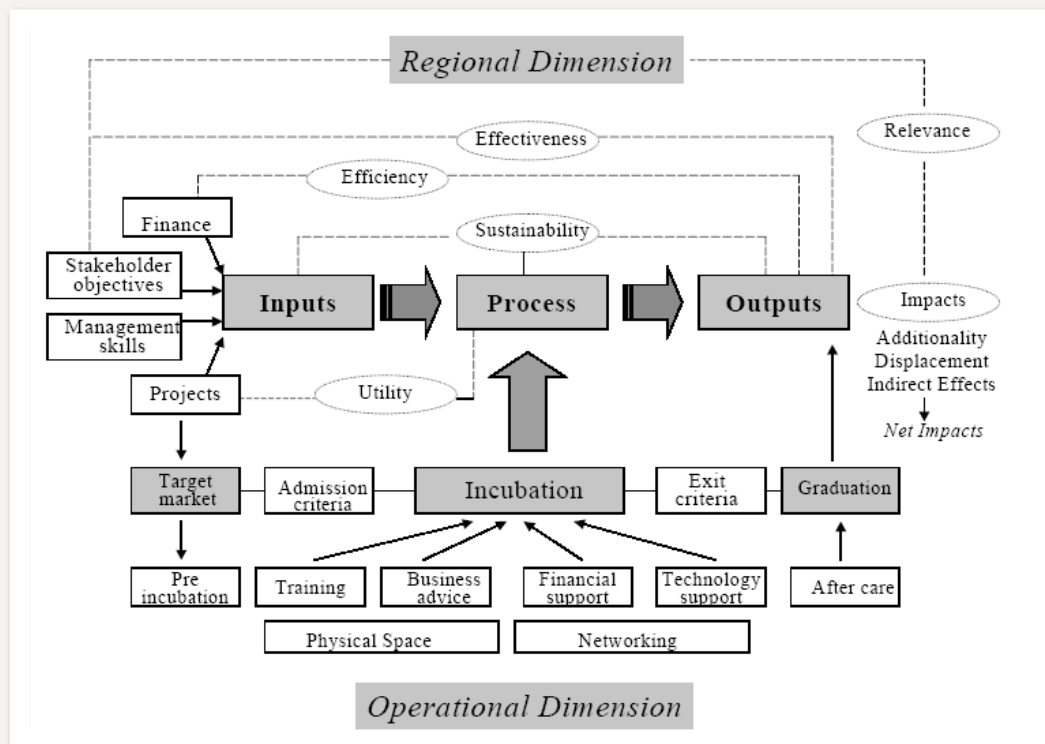 Regional Dimension
Relevance
Effectiveness
Efficiency
Finance
Sustainability
Stakeholder
objectives
Inputs
Process
Outputs
Impacts
Management
skills
Additionality
Displacement
Indirect Effects
Projects
Utility
Net Impacts
Target
market
Admission
criteria
Incubation
Exit
criteria
Graduation
Pre
incubation
Training
Business
advice
Financial
support
Technology
support
After care
Physical Space
Networking
Operational Dimension